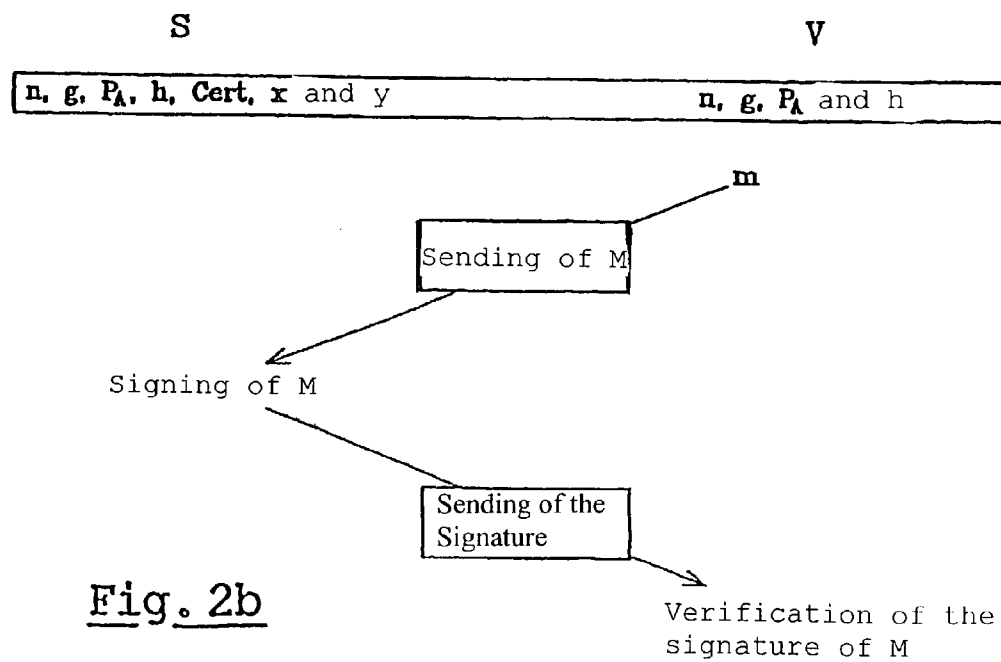 S
V
n, g, P_A, h, Cert, x and y
n, g, P_A and h
m
Sending of M
Signing of M
Sending of the
Signature
Fig. 2b
Verification of the
signature of M